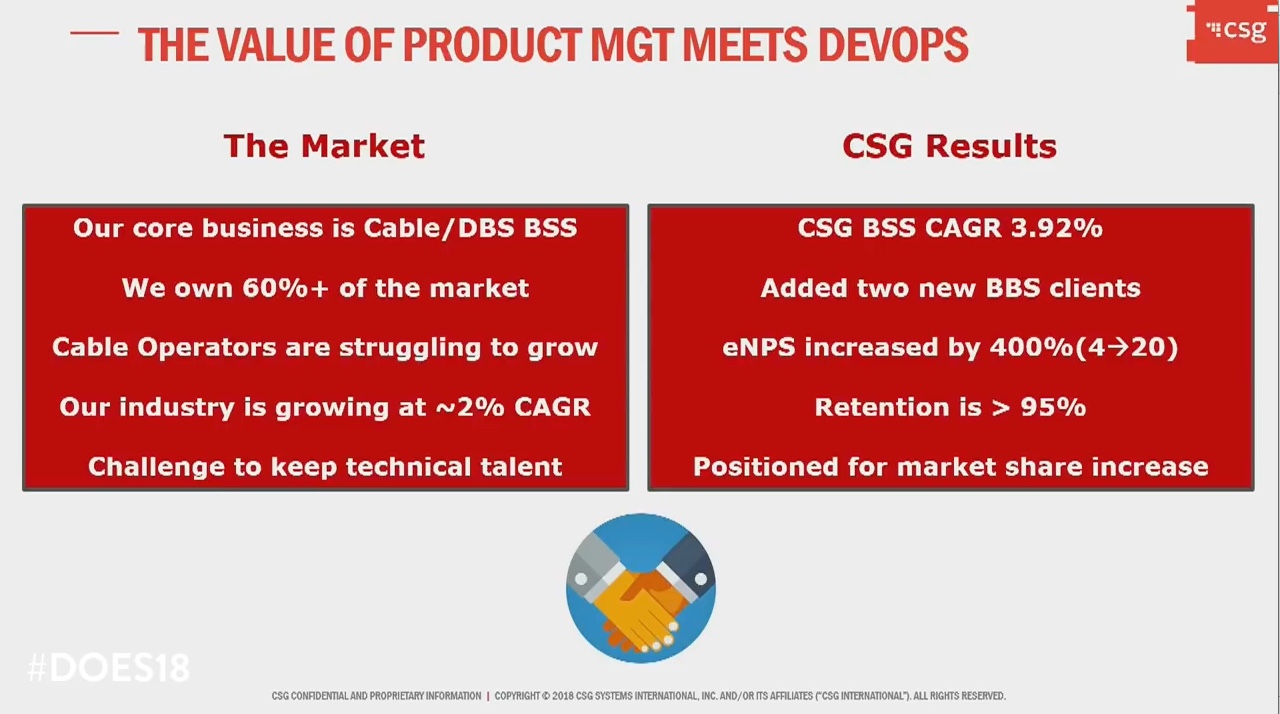 THE VALUE OF PRODUCT MGT MEETS DEVOPS
csg
The Market
Our core business is Cable/DBS BSS
We own 60%+ of the market
Cable Operators are struggling to grow
Our industry is growing at ~2% CAGR
Challenge to keep technical talent
CSG Results
CSG BSS CAGR 3.92%
Added two new BBS clients
eNPS increased by 400%(4→20)
Retention is > 95%
Positioned for market share increase
#DOES18
CSG CONFIDENTIAL AND PROPRIETARY INFORMATION | COPYRIGHT © 2018 CSG SYSTEMS INTERNATIONAL, INC. AND/OR ITS AFFILIATES ("CSG INTERNATIONAL"). ALL RIGHTS RESERVED.